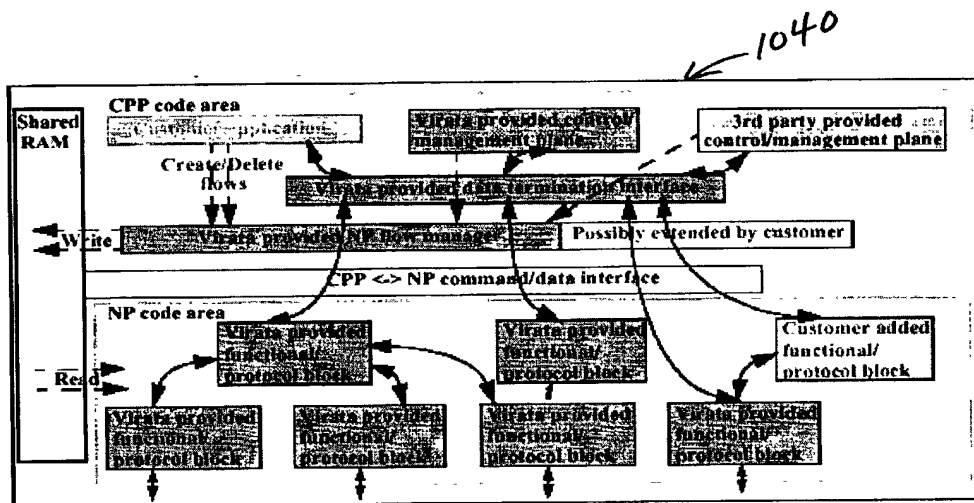 1040
Shared
RAM
CPP code area
Customer application
Virata provided control/
management plane
3rd party provided
control/management plane
Create/Delete
flows
Virata provided data termination interface
Write
Virata provided NP flow manager
Possibly extended by customer
CPP <-> NP command/data interface
NP code area
Read
Virata provided
functional/
protocol block
Virata provided
functional/
protocol block
Customer added
functional/
protocol block
Virata provided
functional/
protocol block
Virata provided
functional/
protocol block
Virata provided
functional/
protocol block
Virata provided
functional/
protocol block